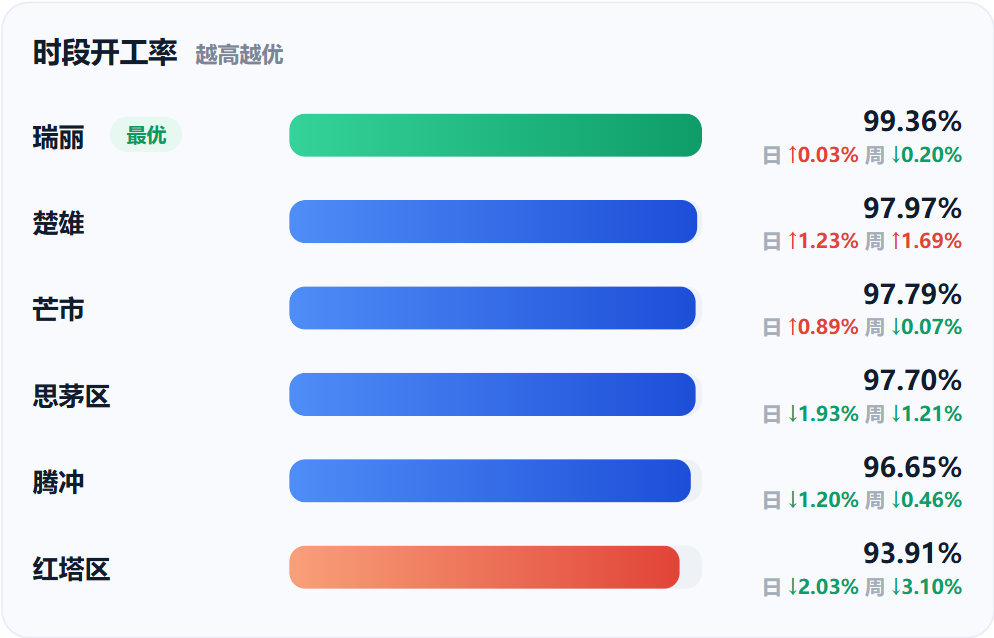 时段开工率 越高越优
瑞丽 最优 99.36%
日 ↑0.03% 周 ↓0.20%
楚雄 97.97%
日 ↑1.23% 周 ↑1.69%
芒市 97.79%
日 ↑0.89% 周 ↓0.07%
思茅区 97.70%
日 ↓1.93% 周 ↓1.21%
腾冲 96.65%
日 ↓1.20% 周 ↓0.46%
红塔区 93.91%
日 ↓2.03% 周 ↓3.10%